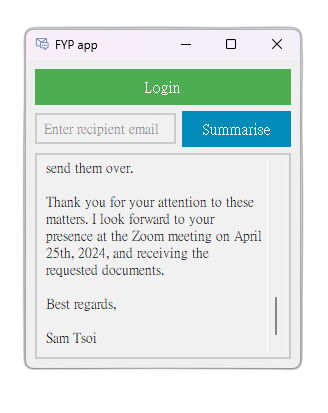 FYP app
Login
Enter recipient email
Summarise
send them over.
Thank you for your attention to these
matters. I look forward to your
presence at the Zoom meeting on April
25th, 2024, and receiving the
requested documents.
Best regards,
Sam Tsoi